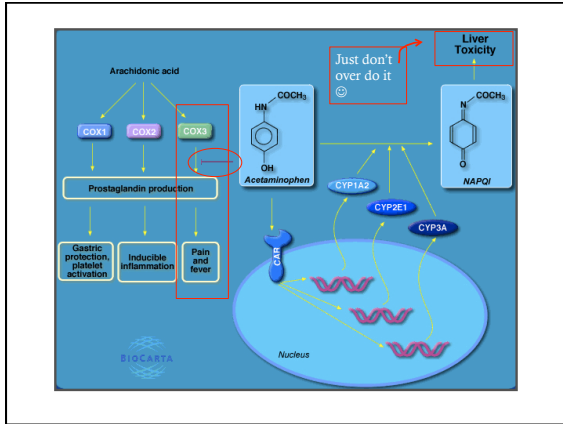 Just don't
over do it
☺
Liver
Toxicity
Arachidonic acid
COX1
COX2
COX3
HN
COCH3
OH
Acetaminophen
N
COCH3
O
NAPQI
Prostaglandin production
CYP1A2
CYP2E1
CYP3A
Gastric
protection,
platelet
activation
Inducible
inflammation
Pain
and
fever
CAR
Nucleus
BIOCARTA